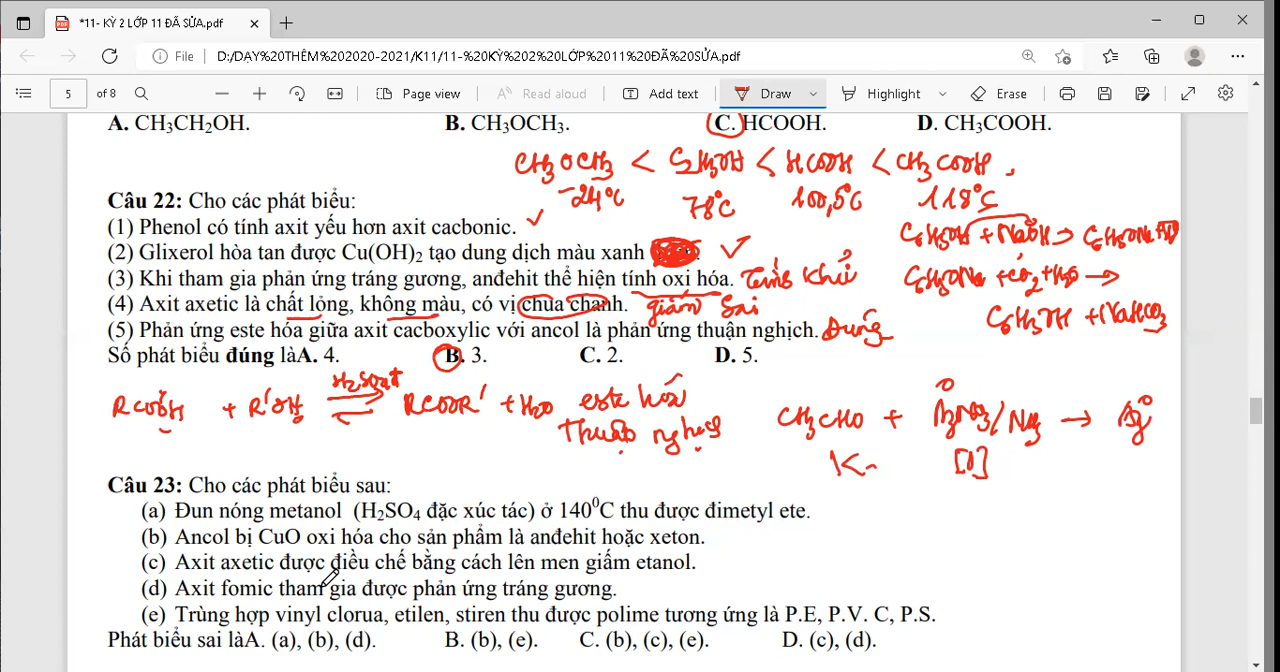 *11- KỲ 2 LỚP 11 ĐÃ SỬA.pdf
File D:/DẠY%20THÊM%202020-2021/K11/11-%20KỲ%202%20LỚP%2011%20ĐÃ%20SỬA.pdf
5 of 8 Page view Read aloud Add text Draw Highlight Erase
A. CH₃CH₂OH. B. CH₃OCH₃. C. HCOOH. D. CH₃COOH.
CH₃OCH₃ < C₂H₅OH < HCOOH < CH₃COOH.
-24°C 78°C 100,5°C 118°C
Câu 22: Cho các phát biểu:
(1) Phenol có tính axit yếu hơn axit cacbonic. ✓
C₆H₅OH + NaOH → C₆H₅ONa
(2) Glixerol hòa tan được Cu(OH)₂ tạo dung dịch màu xanh ✓
(3) Khi tham gia phản ứng tráng gương, anđehit thể hiện tính oxi hóa. Tính khử
C₆H₅ONa + CO₂ + H₂O →
(4) Axit axetic là chất lỏng, không màu, có vị chua chanh. giấm Sai
C₆H₅OH + NaHCO₃
(5) Phản ứng este hóa giữa axit cacboxylic với ancol là phản ứng thuận nghịch. Đúng
Số phát biểu đúng làA. 4. B. 3. C. 2. D. 5.
H₂SO₄đ t°
RCOOH + R'OH ⇌ RCOOR' + H₂O este hóa
thuận nghịch
CH₃CHO + AgNO₃/NH₃ → Ag
K [O]
Câu 23: Cho các phát biểu sau:
(a) Đun nóng metanol (H₂SO₄ đặc xúc tác) ở 140⁰C thu được đimetyl ete.
(b) Ancol bị CuO oxi hóa cho sản phẩm là anđehit hoặc xeton.
(c) Axit axetic được điều chế bằng cách lên men giấm etanol.
(d) Axit fomic tham gia được phản ứng tráng gương.
(e) Trùng hợp vinyl clorua, etilen, stiren thu được polime tương ứng là P.E, P.V. C, P.S.
Phát biểu sai làA. (a), (b), (d). B. (b), (e). C. (b), (c), (e). D. (c), (d).